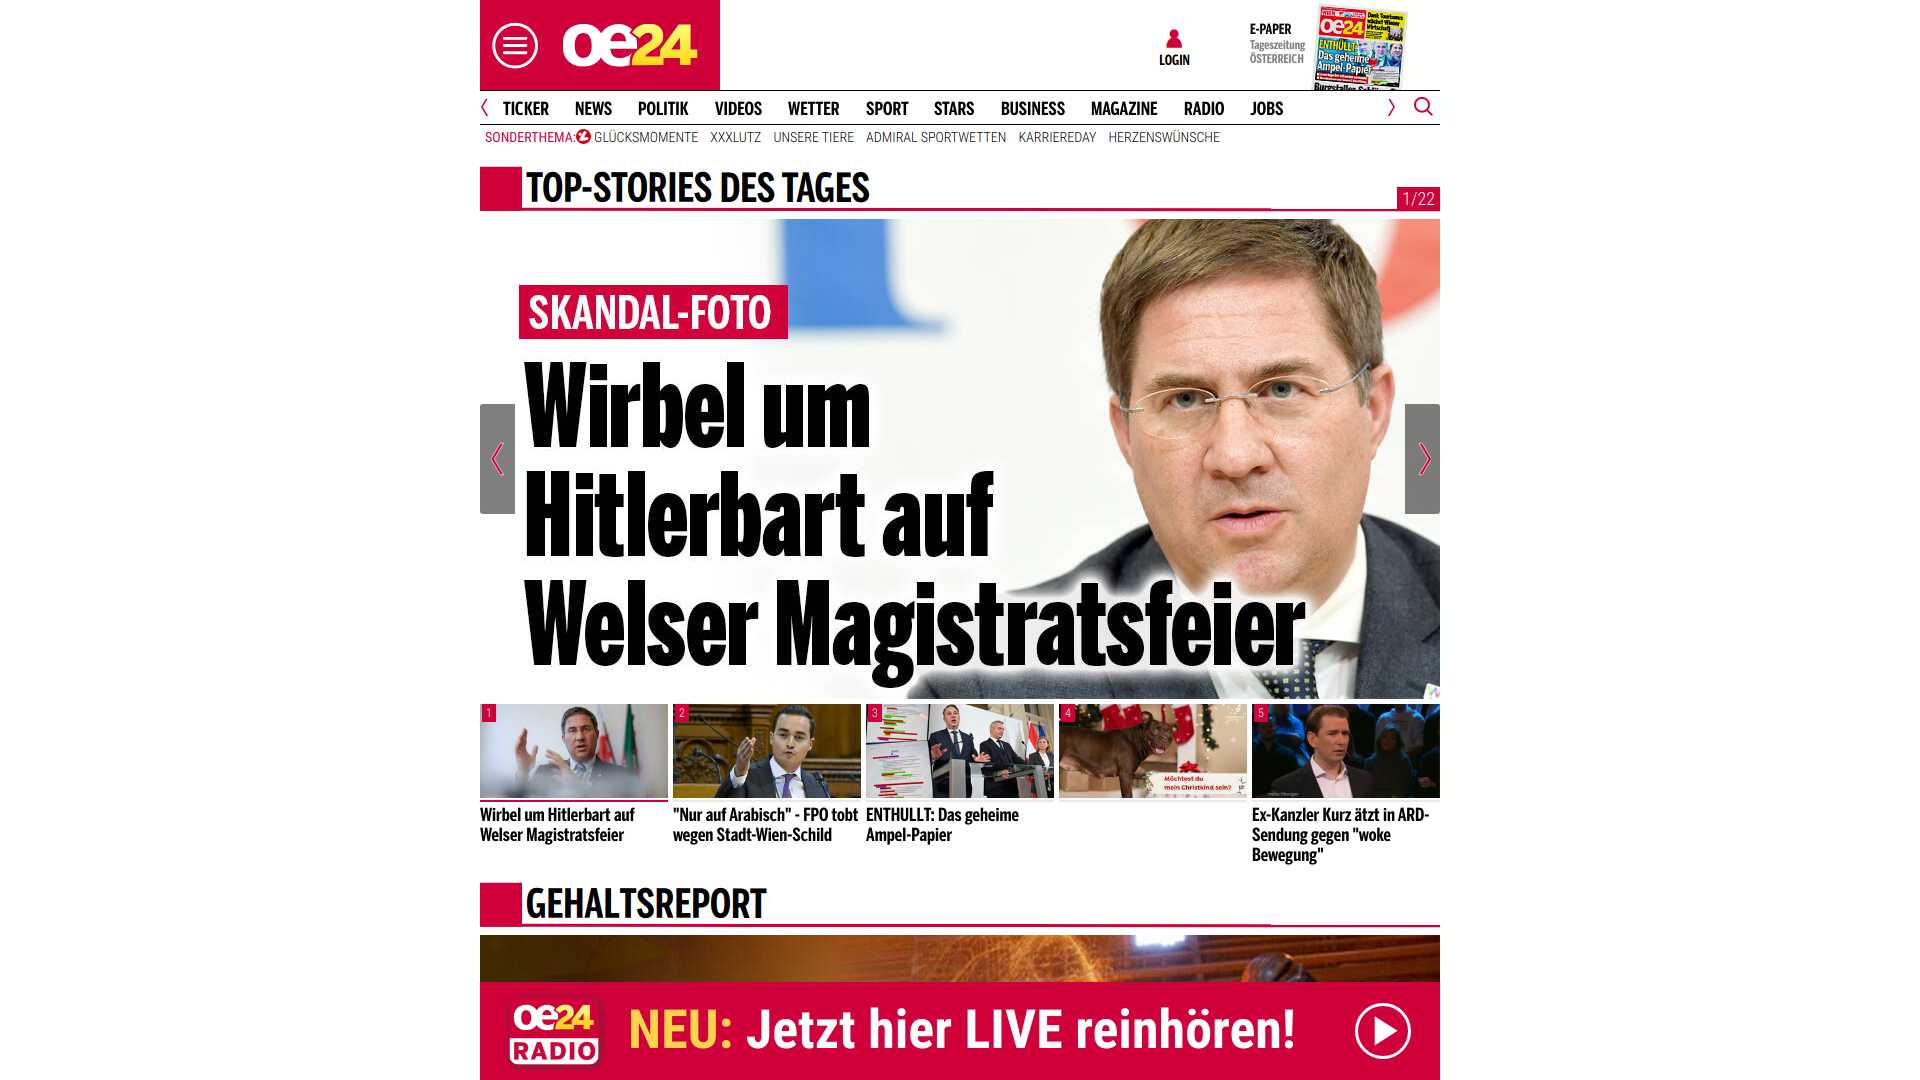 oe24
LOGIN
E-PAPER
Tageszeitung
ÖSTERREICH
oe24
ENTHÜLLT:
Das geheime
Ampel-Papier
TICKER NEWS POLITIK VIDEOS WETTER SPORT STARS BUSINESS MAGAZINE RADIO JOBS
SONDERTHEMA: GLÜCKSMOMENTE XXXLUTZ UNSERE TIERE ADMIRAL SPORTWETTEN KARRIEREDAY HERZENSWÜNSCHE
TOP-STORIES DES TAGES
1/22
SKANDAL-FOTO
Wirbel um
Hitlerbart auf
Welser Magistratsfeier
1
2
3
4
5
Möchtest du
mein Christkind sein?
Wirbel um Hitlerbart auf
Welser Magistratsfeier
"Nur auf Arabisch" - FPÖ tobt
wegen Stadt-Wien-Schild
ENTHÜLLT: Das geheime
Ampel-Papier
Ex-Kanzler Kurz ätzt in ARD-
Sendung gegen "woke
Bewegung"
GEHALTSREPORT
oe24
RADIO
NEU: Jetzt hier LIVE reinhören!